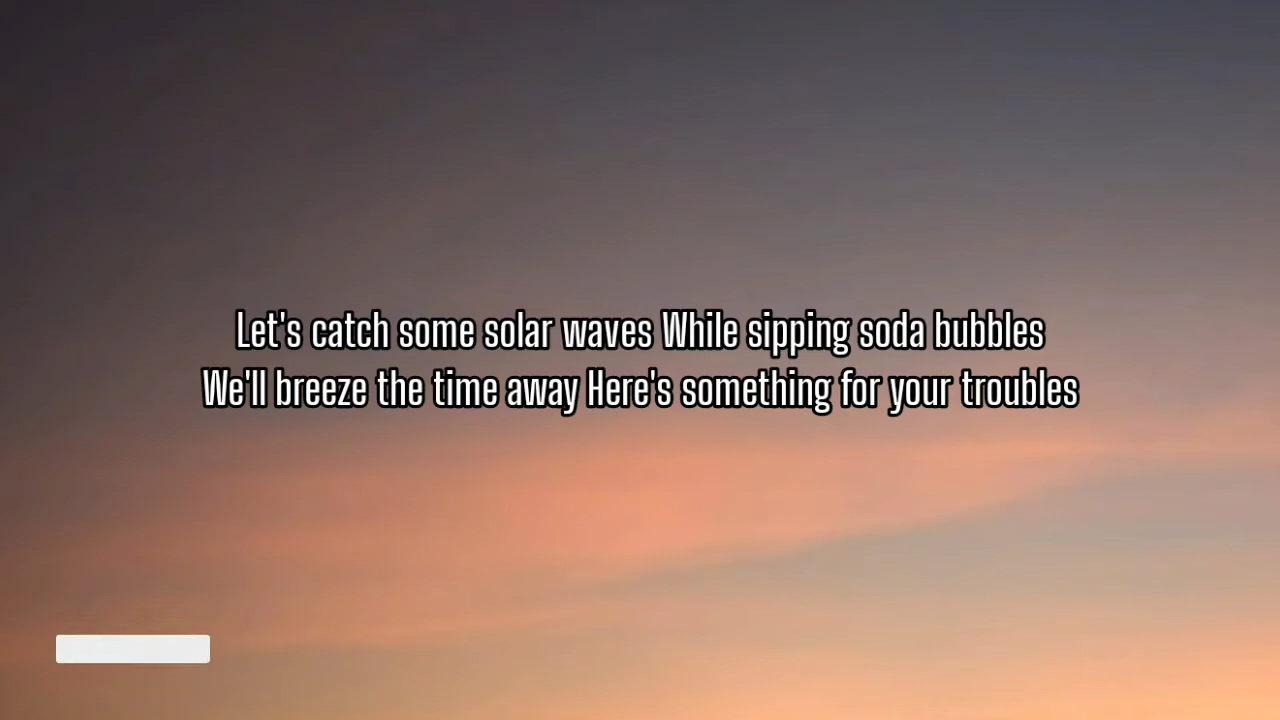 Let's catch some solar waves While sipping soda bubbles
We'll breeze the time away Here's something for your troubles